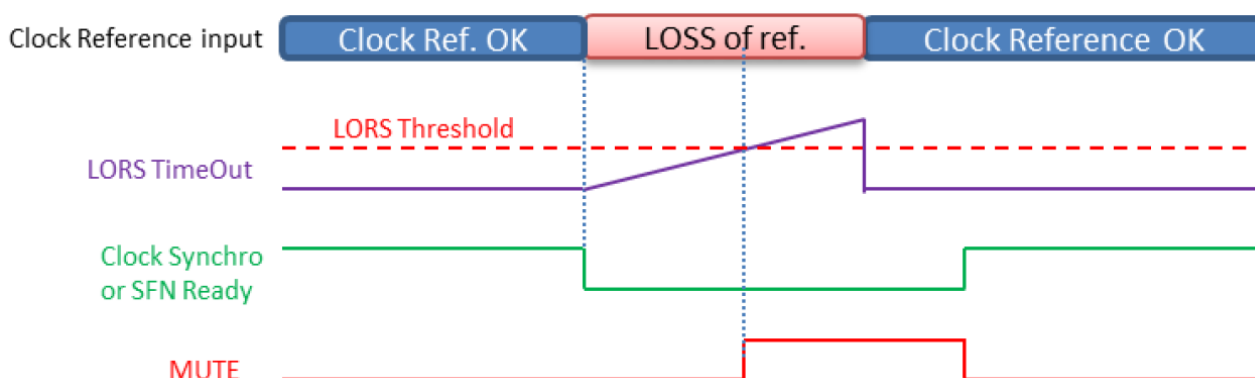 Clock Reference input
Clock Ref. OK
LOSS of ref.
Clock Reference OK
LORS Threshold
LORS TimeOut
Clock Synchro
or SFN Ready
MUTE